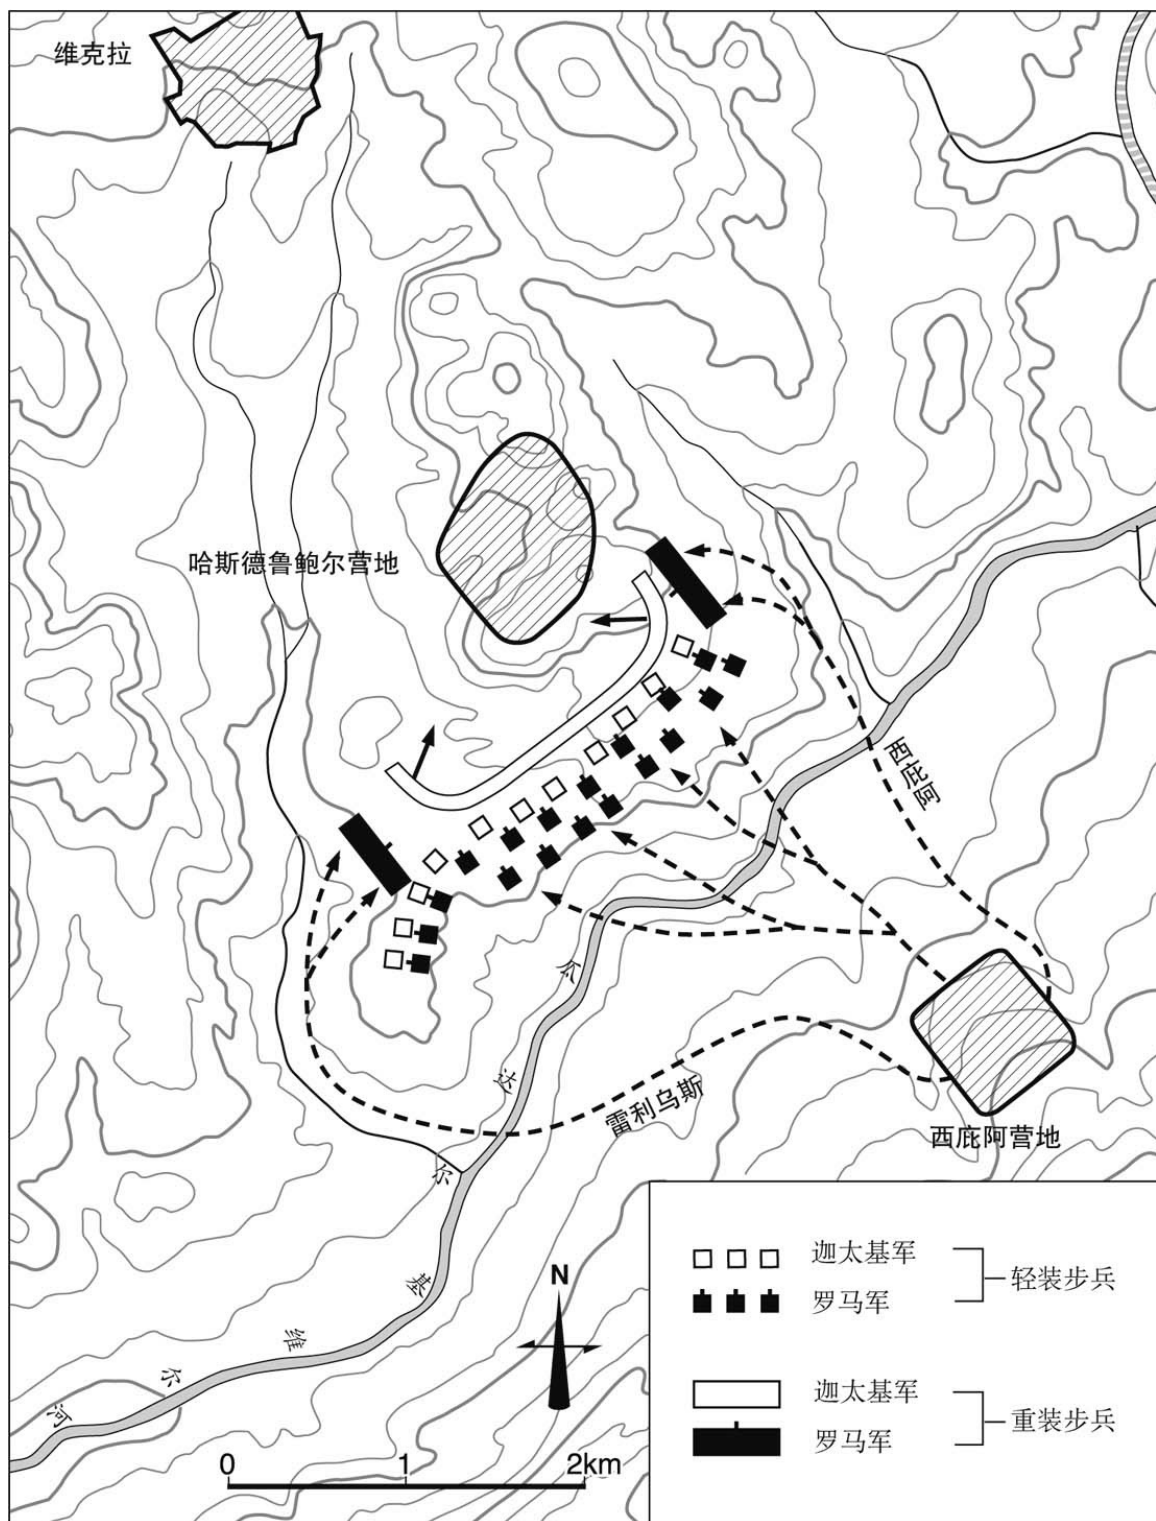 维克拉
哈斯德鲁鲍尔营地
西庇阿
雷利乌斯
西庇阿营地
瓜
达
尔
基
维
尔
河
N
0 1 2km
迦太基军
罗马军
轻装步兵
迦太基军
罗马军
重装步兵